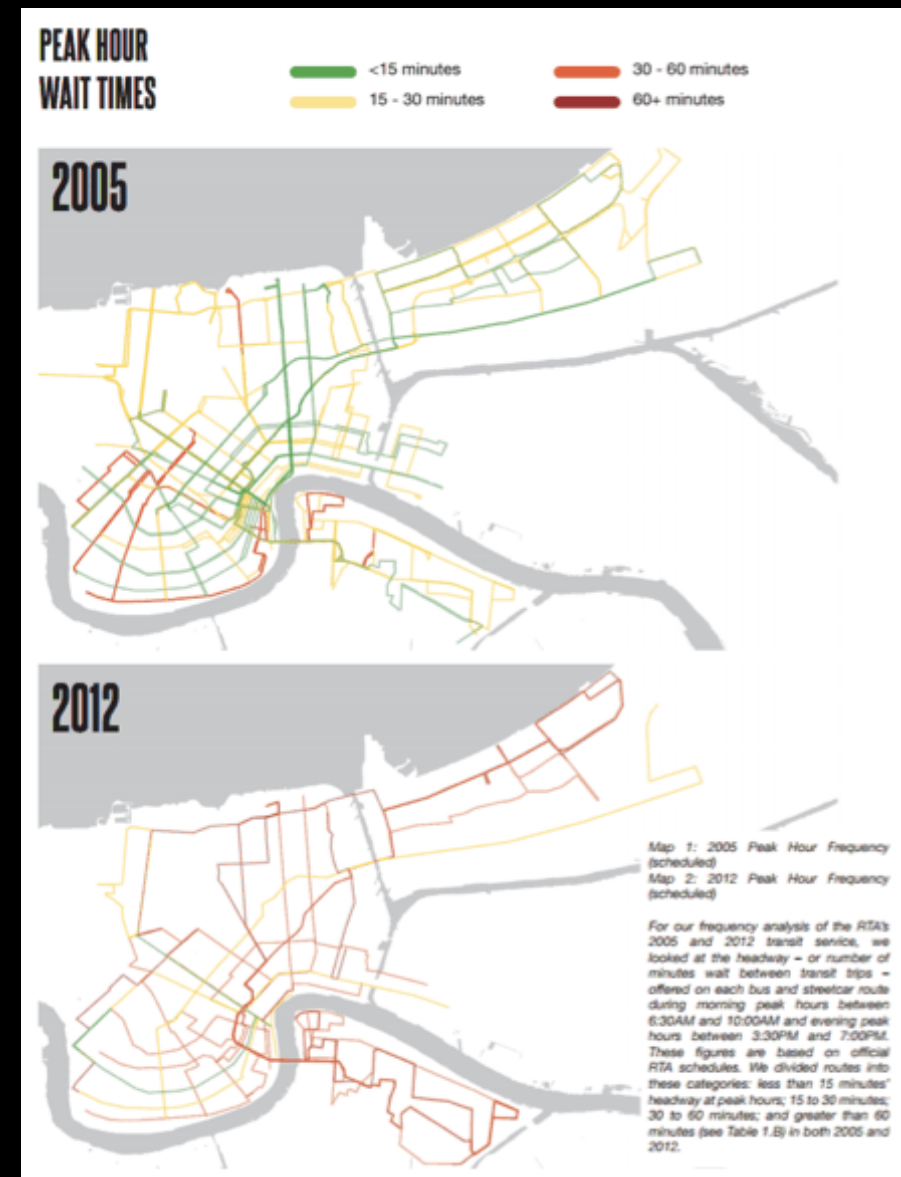 PEAK HOUR
WAIT TIMES
<15 minutes
15 - 30 minutes
30 - 60 minutes
60+ minutes
2005
2012
Map 1: 2005 Peak Hour Frequency
(scheduled)
Map 2: 2012 Peak Hour Frequency
(scheduled)
For our frequency analysis of the RTA's
2005 and 2012 transit service, we
looked at the headway – or number of
minutes wait between transit trips –
offered on each bus and streetcar route
during morning peak hours between
6:30AM and 10:00AM and evening peak
hours between 3:30PM and 7:00PM.
These figures are based on official
RTA schedules. We divided routes into
these categories: less than 15 minutes'
headway at peak hours; 15 to 30 minutes;
30 to 60 minutes; and greater than 60
minutes (see Table 1.B) in both 2005 and
2012.